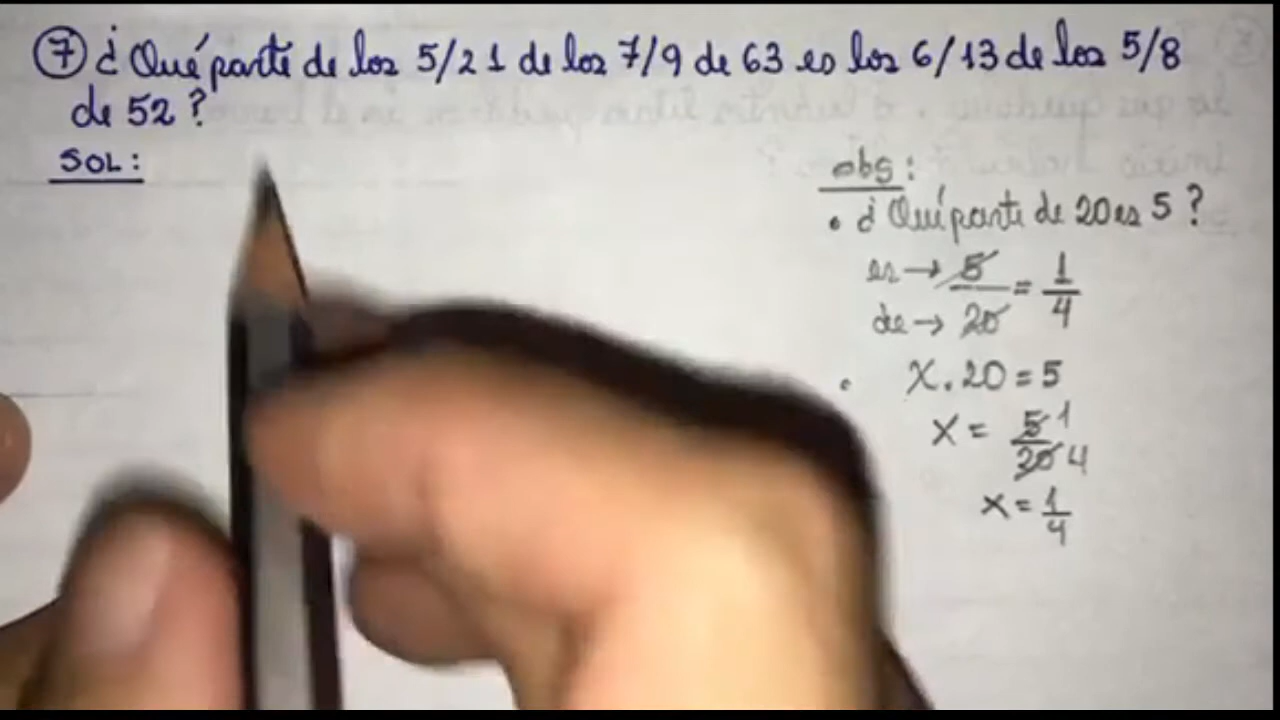 7 ¿Qué parte de los 5/21 de los 7/9 de 63 es los 6/13 de los 5/8
de 52?
SOL:
obs:
• ¿Qué parte de 20 es 5?
es → 5
de → 20 = 1/4
• X.20 = 5
X = 5 1
20 4
X = 1/4